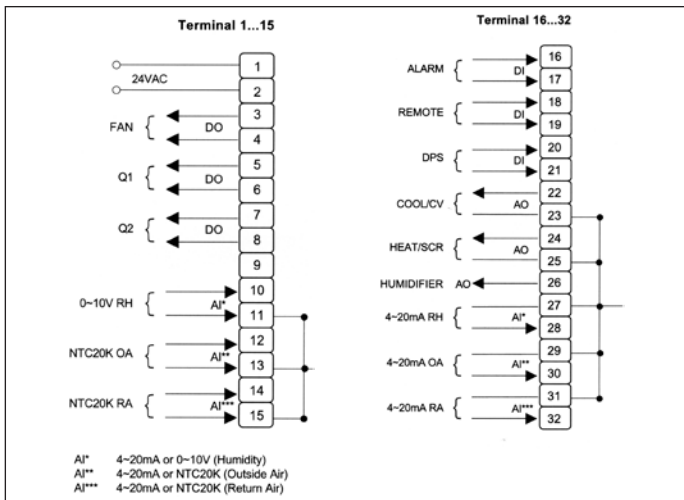 Terminal 1...15
24VAC
1
2
FAN
DO
3
4
Q1
DO
5
6
Q2
DO
7
8
9
0~10V RH
AI*
10
11
NTC20K OA
AI**
12
13
NTC20K RA
AI***
14
15
Terminal 16...32
ALARM
DI
16
17
REMOTE
DI
18
19
DPS
DI
20
21
COOL/CV
AO
22
23
HEAT/SCR
AO
24
25
HUMIDIFIER AO
26
27
4~20mA RH
AI*
28
4~20mA OA
AI**
29
30
4~20mA RA
AI***
31
32
AI* 4~20mA or 0~10V (Humidity)
AI** 4~20mA or NTC20K (Outside Air)
AI*** 4~20mA or NTC20K (Return Air)